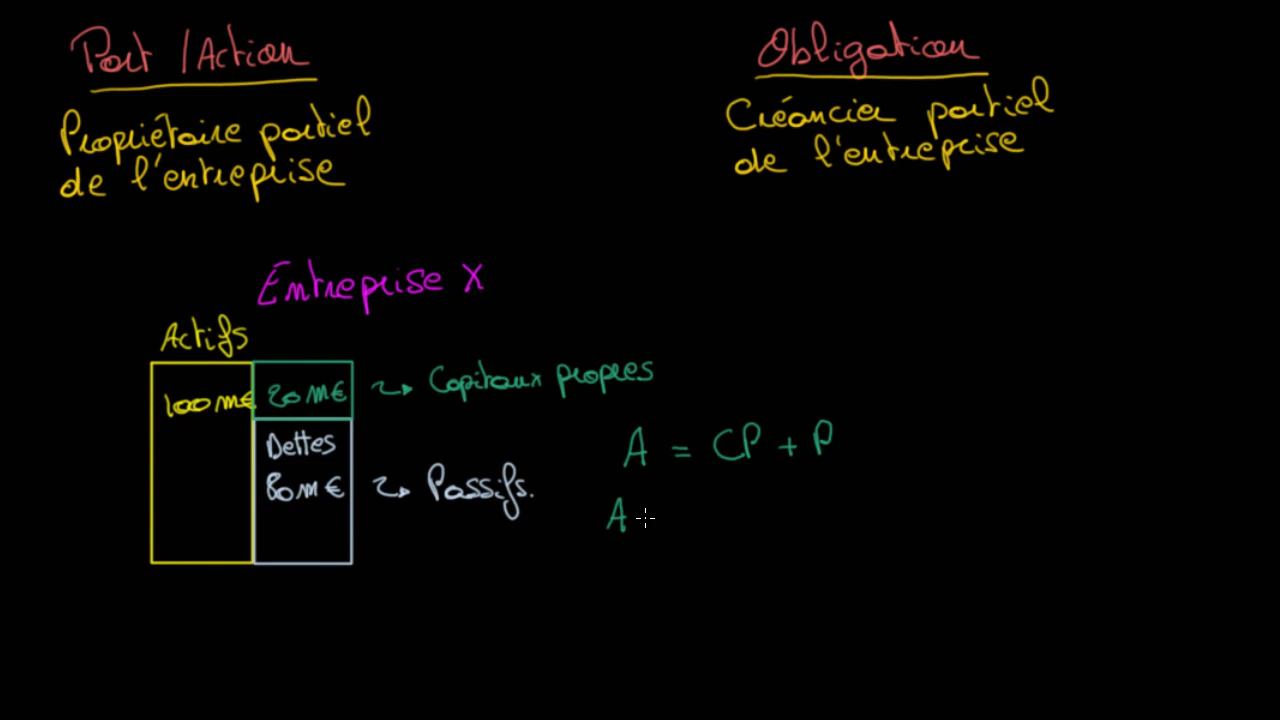 Part / Action
Propriétaire partiel
de l'entreprise
Obligation
Créancier partiel
de l'entreprise
Entreprise X
Actifs
100 M€
20 M€
Capitaux propres
Dettes
80 M€
Passifs.
A = CP + P
A